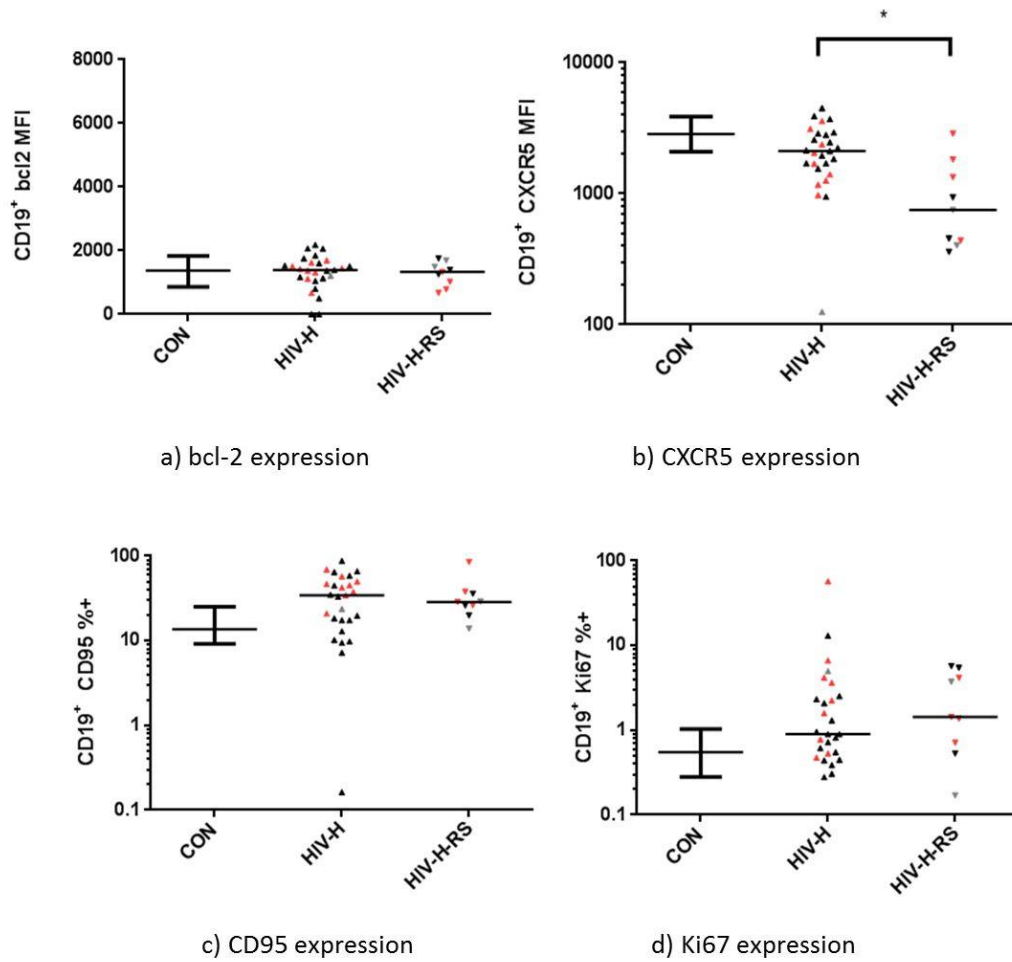 CD19⁺ bcl2 MFI
8000
6000
4000
2000
0
CON
HIV-H
HIV-H-RS
a) bcl-2 expression
*
CD19⁺ CXCR5 MFI
10000
1000
100
CON
HIV-H
HIV-H-RS
b) CXCR5 expression
CD19⁺ CD95 %+
100
10
1
0.1
CON
HIV-H
HIV-H-RS
c) CD95 expression
CD19⁺ Ki67 %+
100
10
1
0.1
CON
HIV-H
HIV-H-RS
d) Ki67 expression